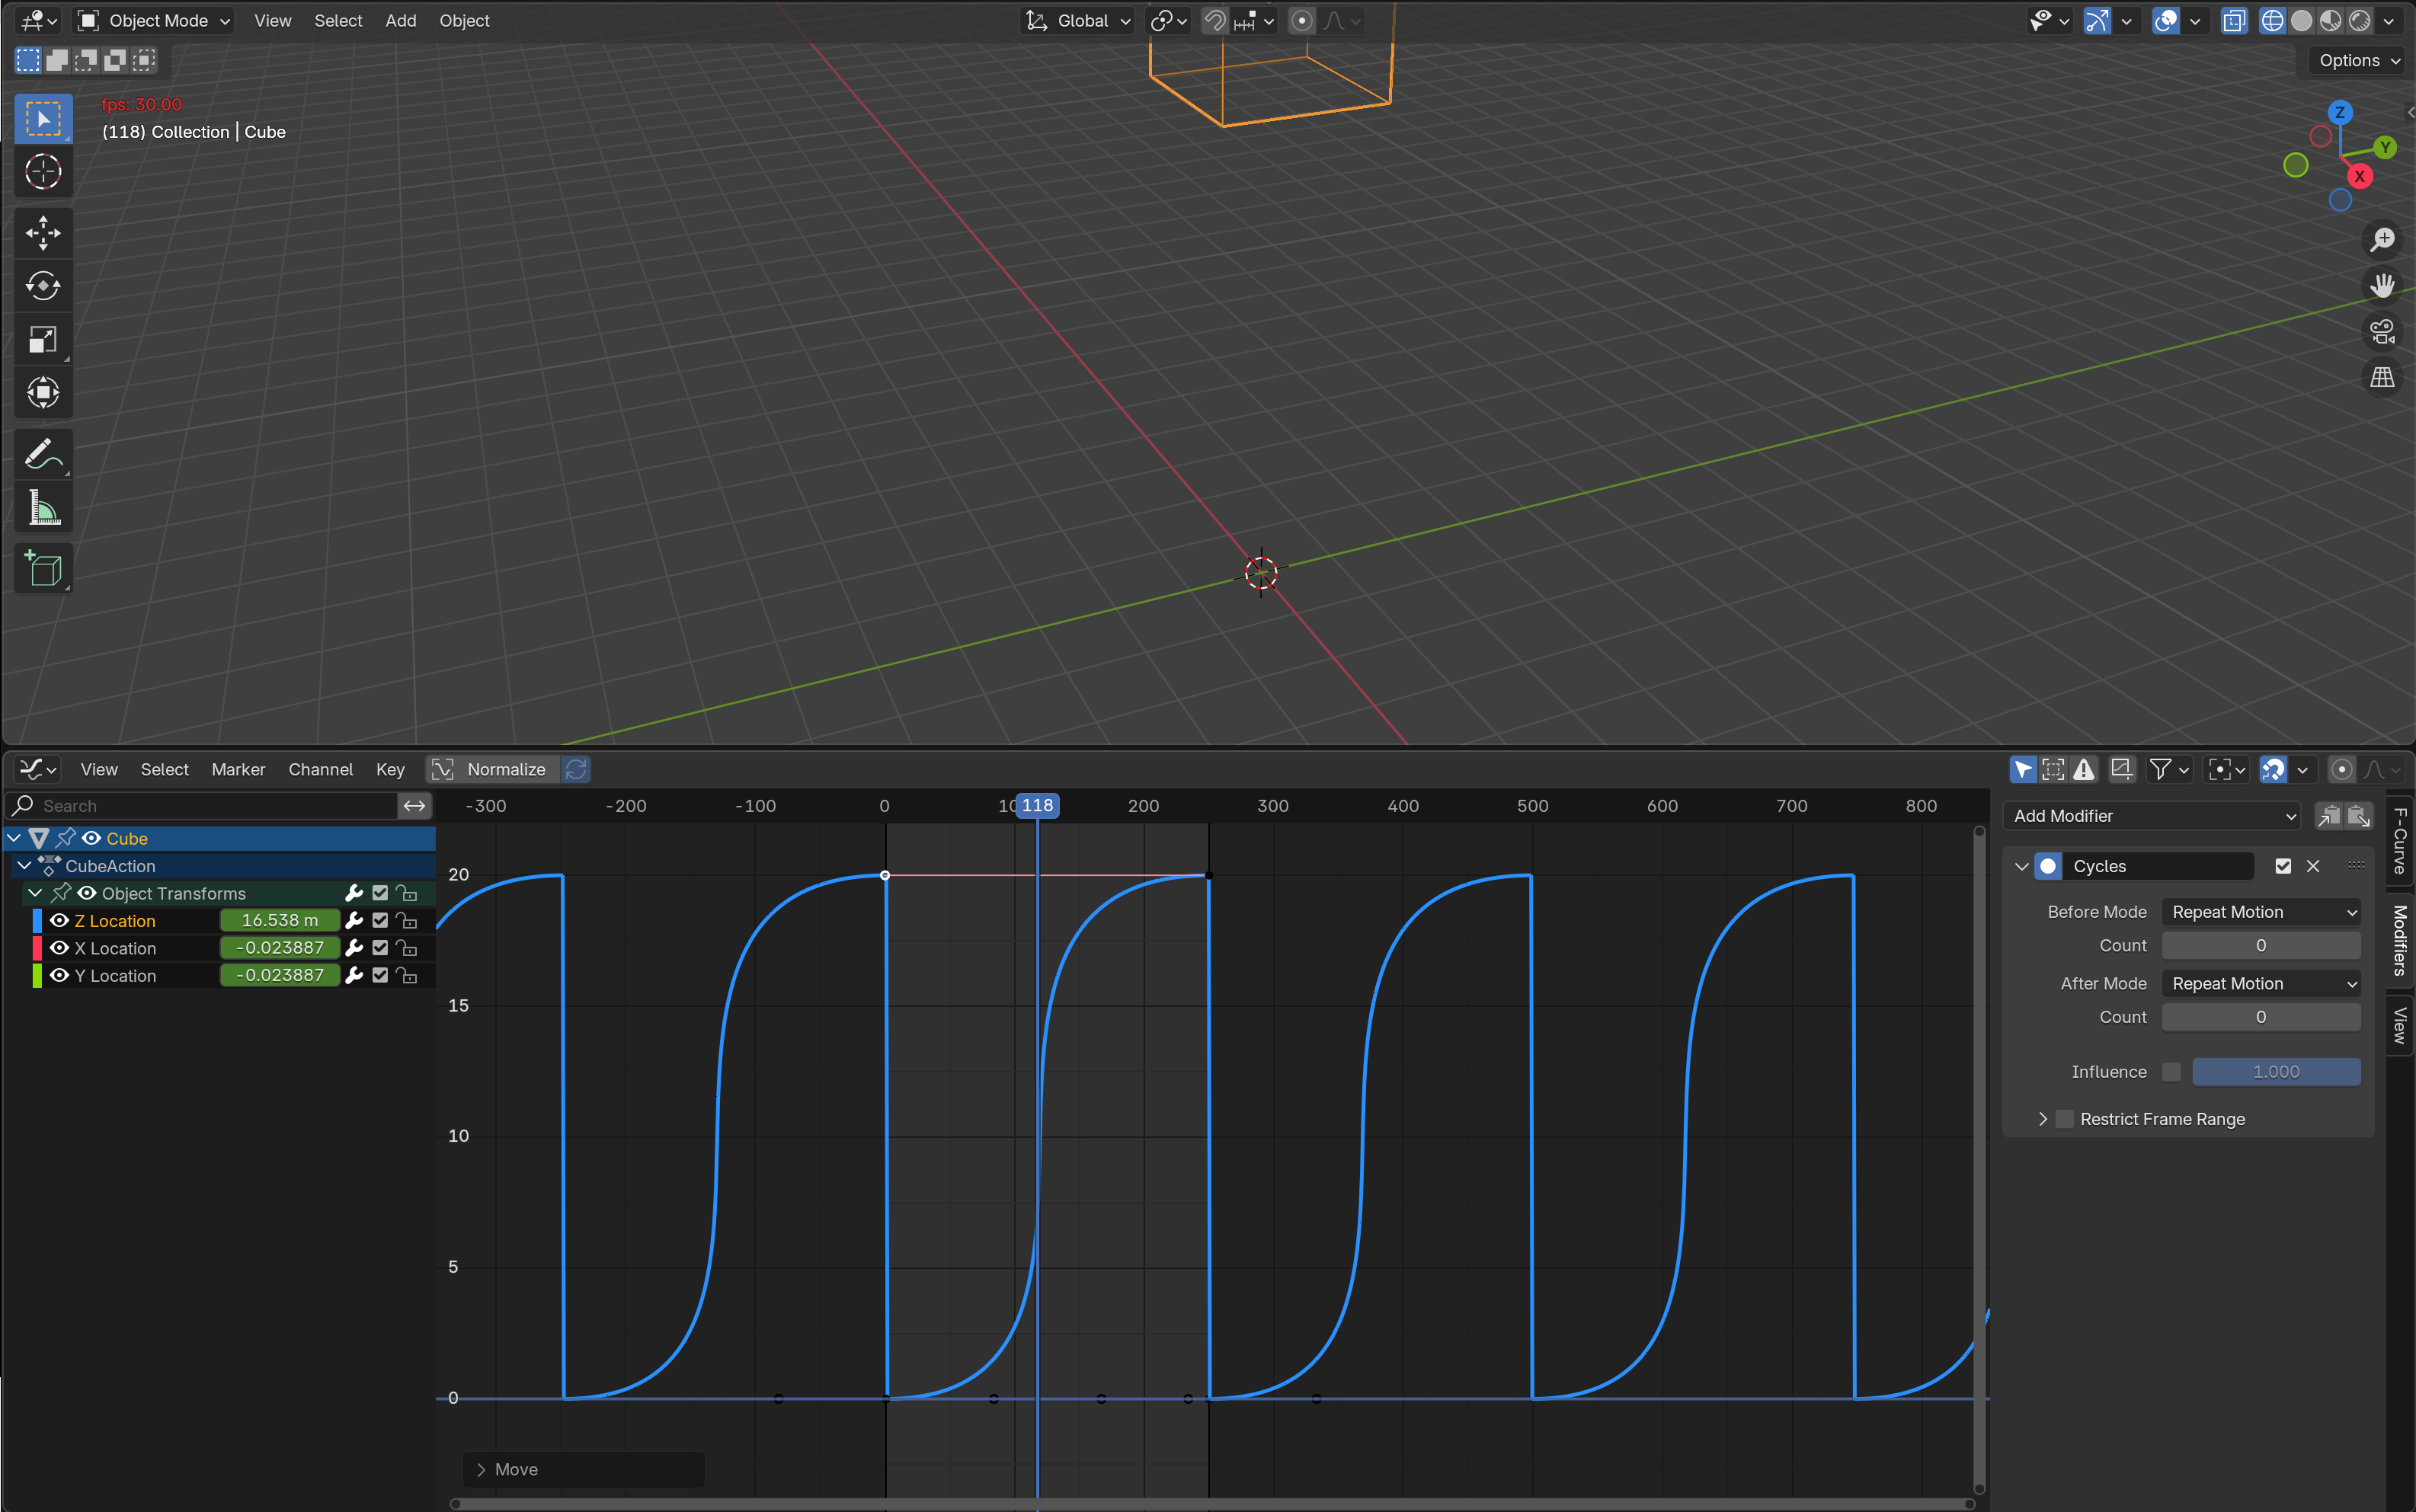 Object Mode View Select Add Object Global
Options
fps: 30.00
(118) Collection | Cube
Z
Y
X
View Select Marker Channel Key Normalize
Search
-300 -200 -100 0 10 118 200 300 400 500 600 700 800
Add Modifier
F-Curve
Modifiers
View
Cube
CubeAction
Object Transforms
Z Location 16.538 m
X Location -0.023887
Y Location -0.023887
20
15
10
5
0
Cycles
Before Mode Repeat Motion
Count 0
After Mode Repeat Motion
Count 0
Influence 1.000
Restrict Frame Range
Move